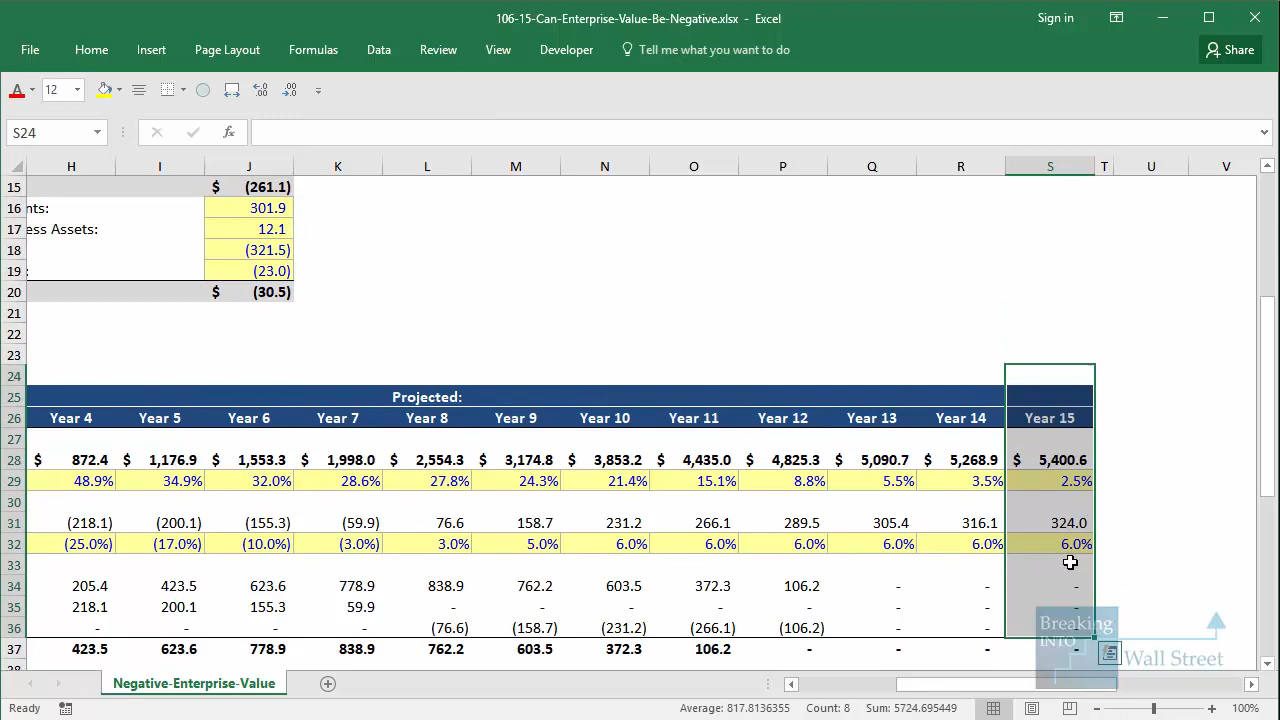 106-15-Can-Enterprise-Value-Be-Negative.xlsx - Excel
Sign in
File Home Insert Page Layout Formulas Data Review View Developer Tell me what you want to do Share
A 12
S24 fx
H I J K L M N O P Q R S T U V
15 $ (261.1)
16 nts: 301.9
17 ess Assets: 12.1
18 (321.5)
19 : (23.0)
20 $ (30.5)
21
22
23
24
25 Projected:
26 Year 4 Year 5 Year 6 Year 7 Year 8 Year 9 Year 10 Year 11 Year 12 Year 13 Year 14 Year 15
27
28 $ 872.4 $ 1,176.9 $ 1,553.3 $ 1,998.0 $ 2,554.3 $ 3,174.8 $ 3,853.2 $ 4,435.0 $ 4,825.3 $ 5,090.7 $ 5,268.9 $ 5,400.6
29 48.9% 34.9% 32.0% 28.6% 27.8% 24.3% 21.4% 15.1% 8.8% 5.5% 3.5% 2.5%
30
31 (218.1) (200.1) (155.3) (59.9) 76.6 158.7 231.2 266.1 289.5 305.4 316.1 324.0
32 (25.0%) (17.0%) (10.0%) (3.0%) 3.0% 5.0% 6.0% 6.0% 6.0% 6.0% 6.0% 6.0%
33
34 205.4 423.5 623.6 778.9 838.9 762.2 603.5 372.3 106.2 - - -
35 218.1 200.1 155.3 59.9 - - - - - - - -
36 - - - - (76.6) (158.7) (231.2) (266.1) (106.2) - - -
37 423.5 623.6 778.9 838.9 762.2 603.5 372.3 106.2 - - - -
Breaking
INTO
Wall Street
Negative-Enterprise-Value
Ready Average: 817.8136355 Count: 8 Sum: 5724.695449 100%